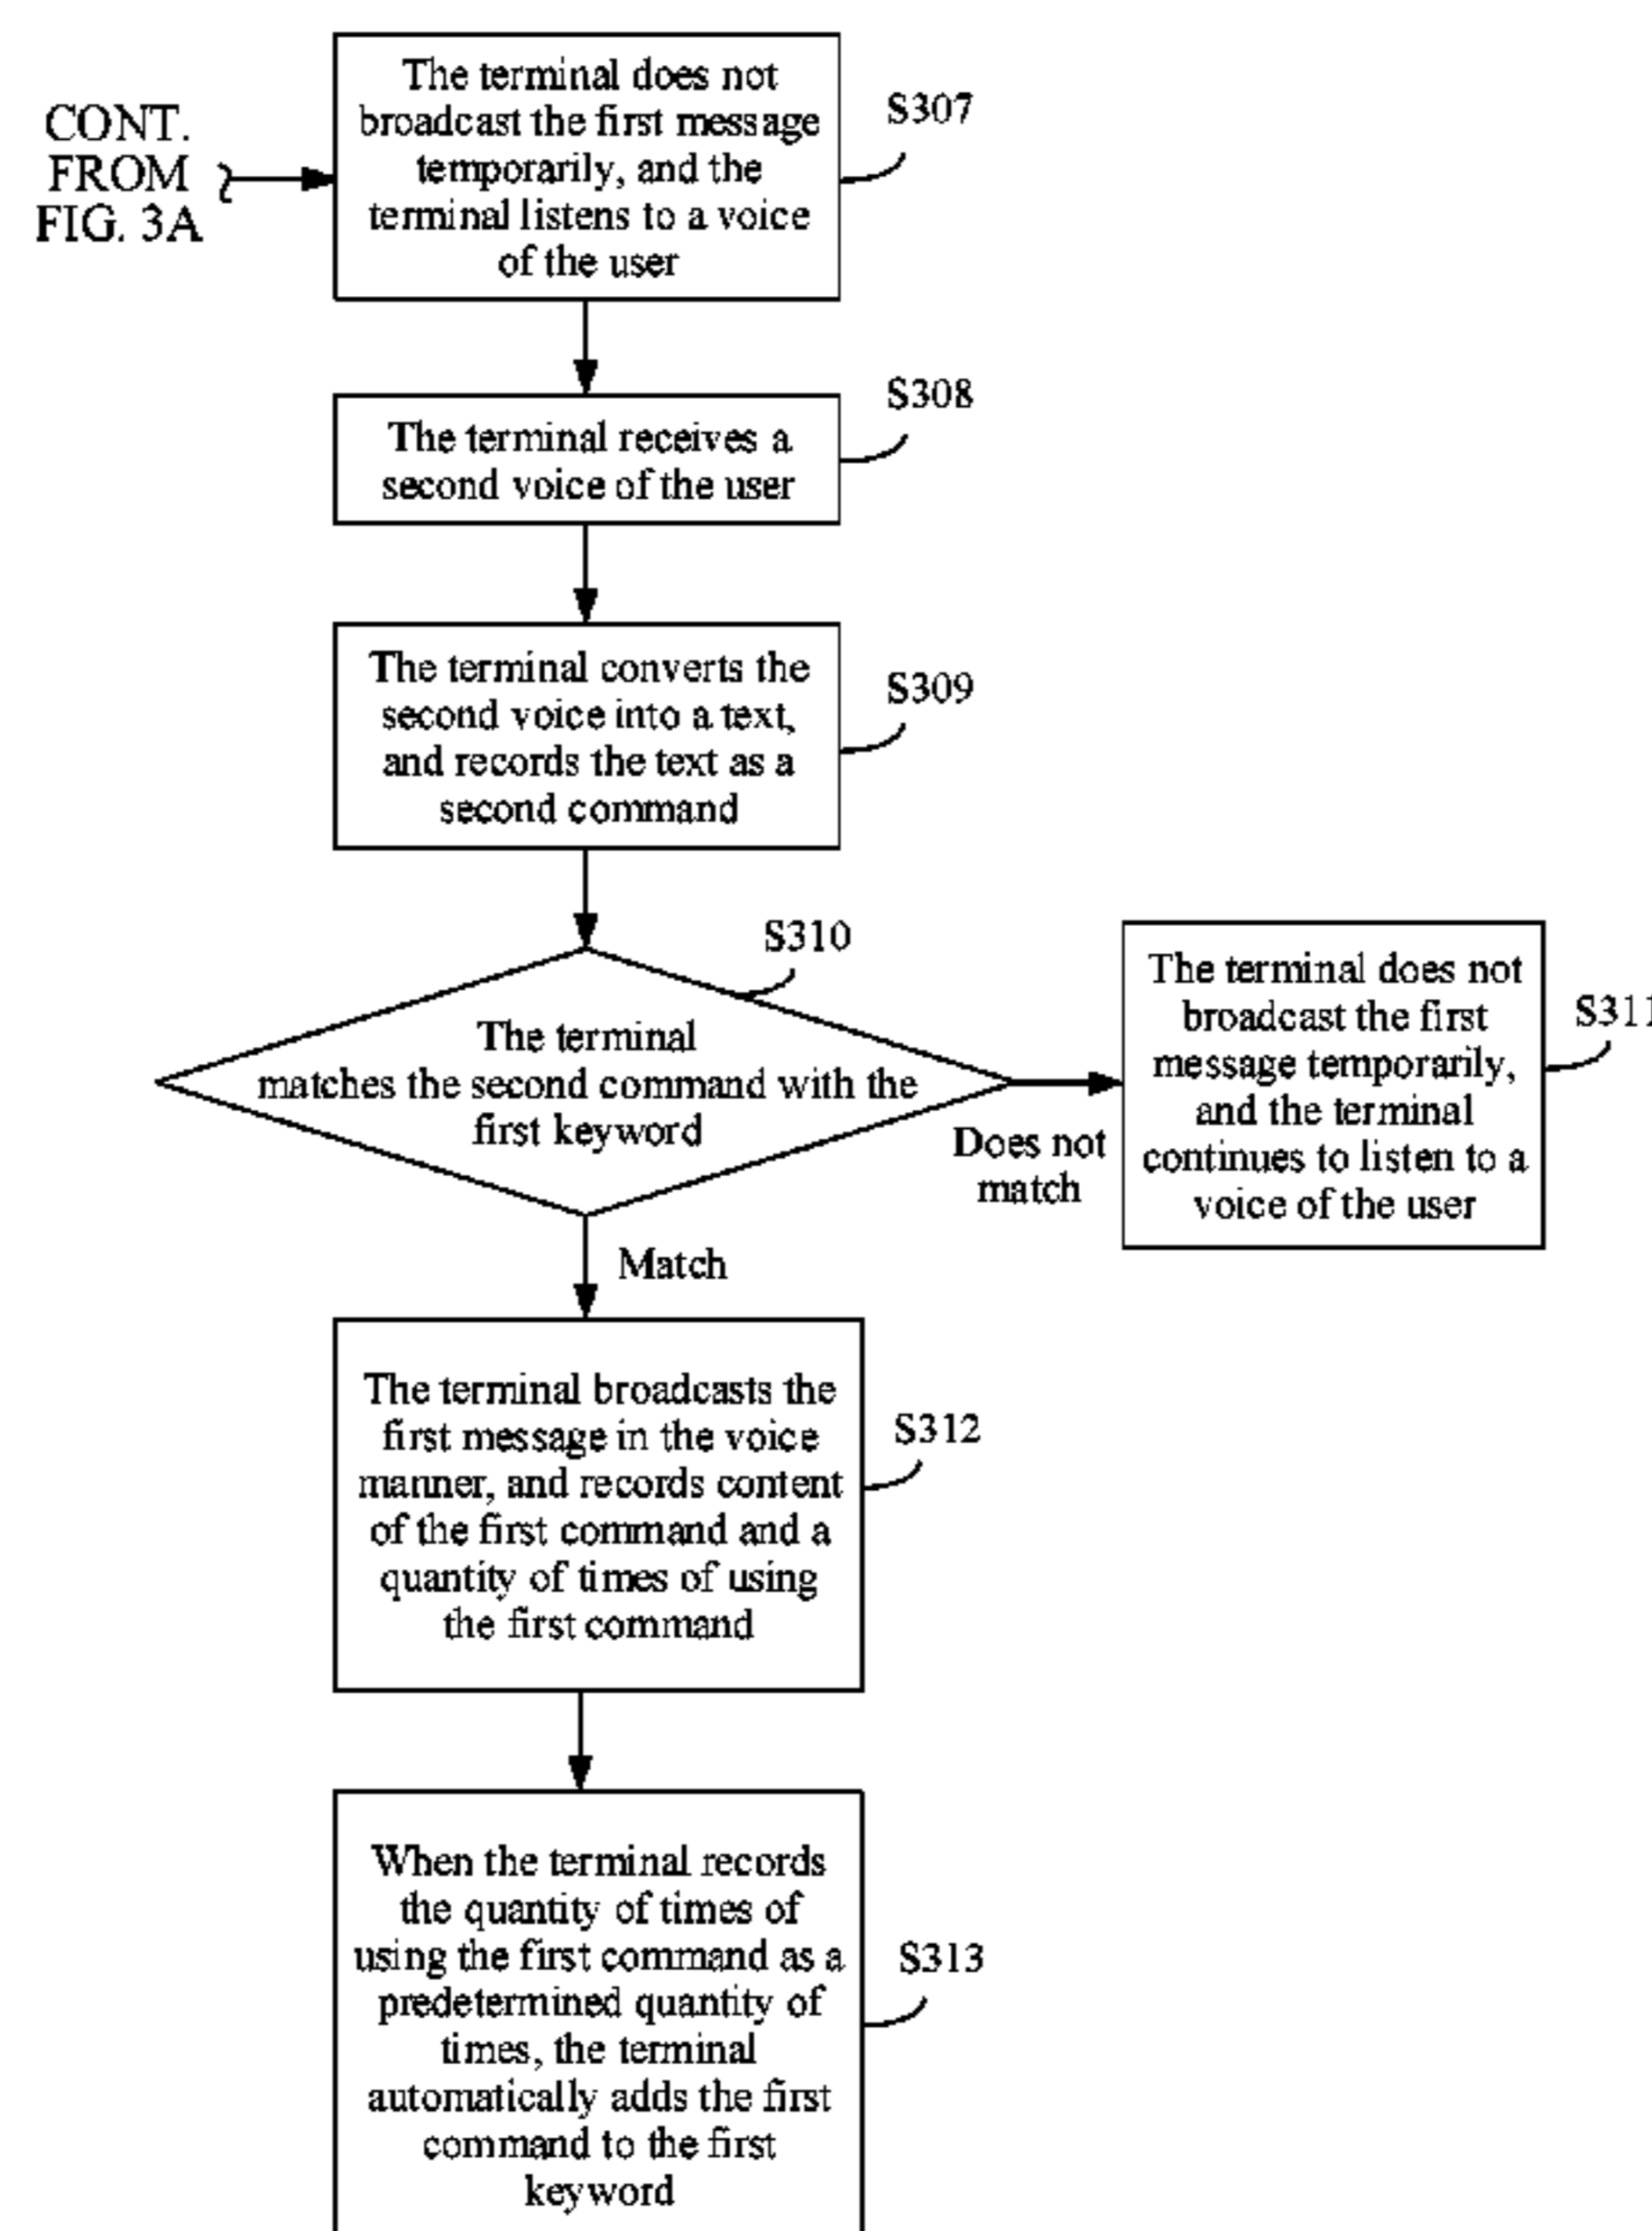 CONT.
FROM
FIG. 3A
The terminal does not
broadcast the first message
temporarily, and the
terminal listens to a voice
of the user
S307
The terminal receives a
second voice of the user
S308
The terminal converts the
second voice into a text,
and records the text as a
second command
S309
The terminal
matches the second command with the
first keyword
S310
Does not
match
The terminal does not
broadcast the first
message temporarily,
and the terminal
continues to listen to a
voice of the user
S311
Match
The terminal broadcasts the
first message in the voice
manner, and records content
of the first command and a
quantity of times of using
the first command
S312
When the terminal records
the quantity of times of
using the first command as a
predetermined quantity of
times, the terminal
automatically adds the first
command to the first
keyword
S313